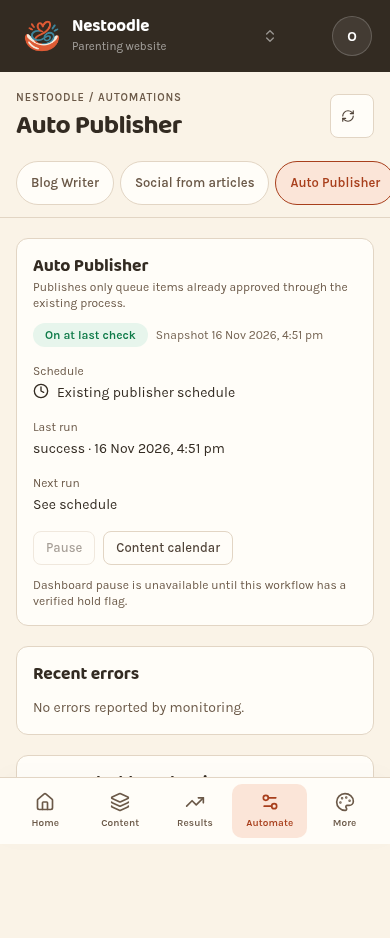 Nestoodle
Parenting website
O
NESTOODLE / AUTOMATIONS
Auto Publisher
Blog Writer
Social from articles
Auto Publisher
Auto Publisher
Publishes only queue items already approved through the
existing process.
On at last check
Snapshot 16 Nov 2026, 4:51 pm
Schedule
Existing publisher schedule
Last run
success · 16 Nov 2026, 4:51 pm
Next run
See schedule
Pause
Content calendar
Dashboard pause is unavailable until this workflow has a
verified hold flag.
Recent errors
No errors reported by monitoring.
Home
Content
Results
Automate
More